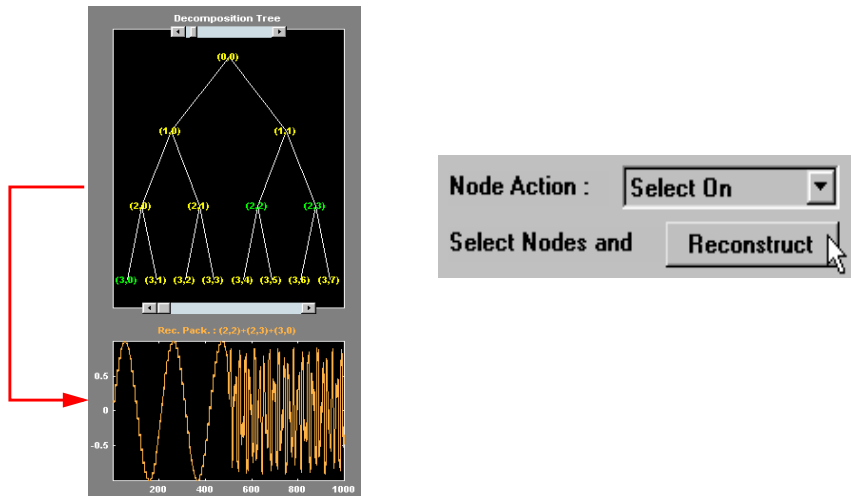 Decomposition Tree
(0,0)
(1,0) (1,1)
(2,0) (2,1) (2,2) (2,3)
(3,0) (3,1) (3,2) (3,3) (3,4) (3,5) (3,6) (3,7)
Rec. Pack. : (2,2)+(2,3)+(3,0)
0.5
0
-0.5
200 400 600 800 1000
Node Action : Select On
Select Nodes and Reconstruct